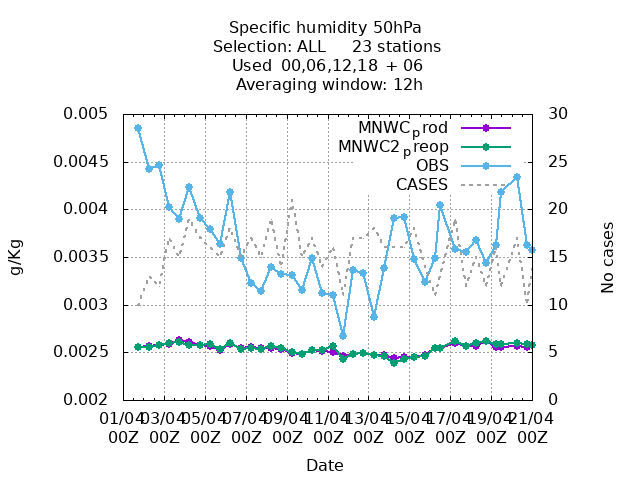 Specific humidity 50hPa
Selection: ALL 23 stations
Used 00,06,12,18 + 06
Averaging window: 12h
MNWC_prod
MNWC2_preop
OBS
CASES
g/Kg
0.005
0.0045
0.004
0.0035
0.003
0.0025
0.002
30
25
20
15
10
5
0
No cases
01/04 03/04 05/04 07/04 09/04 11/04 13/04 15/04 17/04 19/04 21/04
00Z 00Z 00Z 00Z 00Z 00Z 00Z 00Z 00Z 00Z 00Z
Date